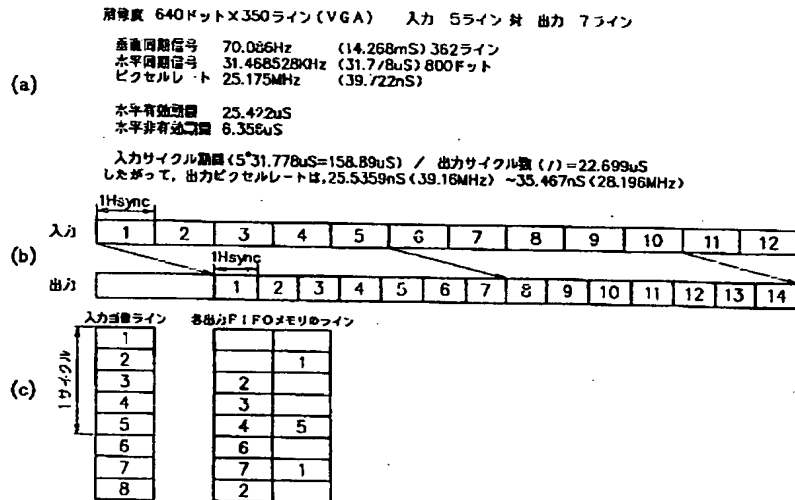 解像度 640ドット×350ライン(VGA) 入力 5ライン 対 出力 7ライン
垂直同期信号 70.086Hz (14.268mS) 362ライン
水平同期信号 31.468528KHz (31.778uS) 800ドット
(a)
ピクセルレート 25.175MHz (39.722nS)
水平有効期間 25.422uS
水平非有効期間 6.356uS
入力サイクル期間(5*31.778uS=158.89uS) / 出力サイクル数(7)=22.699uS
したがって,出力ピクセルレートは,25.5359nS(39.16MHz)~35.467nS(28.196MHz)
1Hsync
入力 1 2 3 4 5 6 7 8 9 10 11 12
(b)
1Hsync
出力 1 2 3 4 5 6 7 8 9 10 11 12 13 14
入力画像ライン 各出力FIFOメモリのライン
1サイクル
(c)
1
2 1
3 2
4 3
5 4 5
6 6
7 7 1
8 2